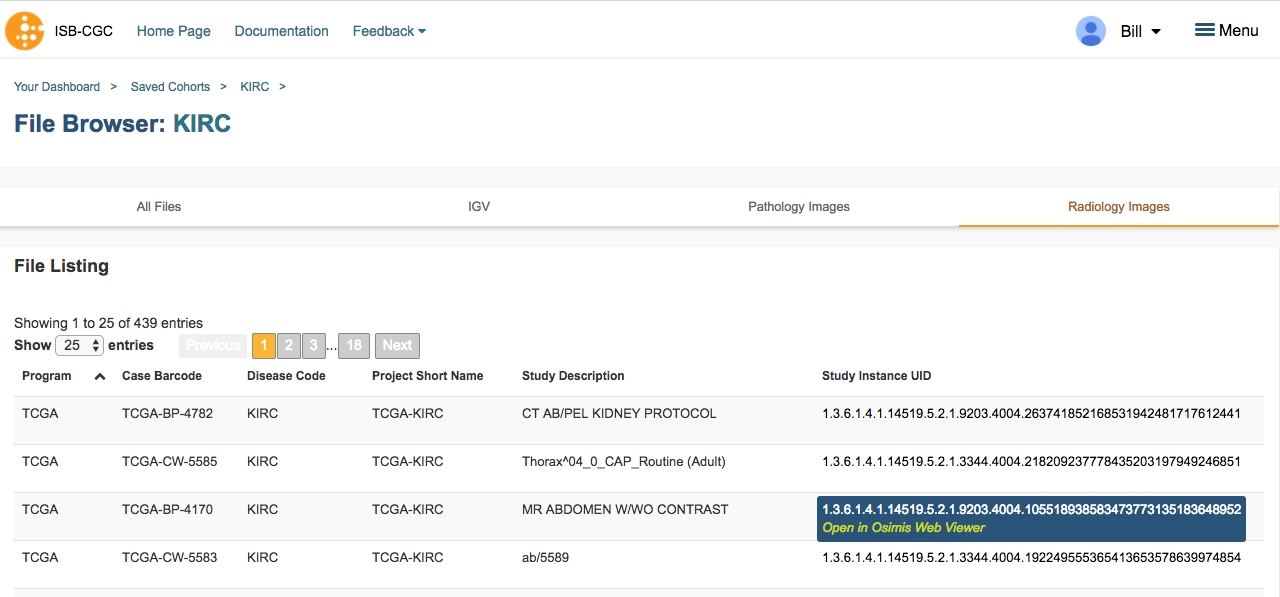 ISB-CGC Home Page Documentation Feedback Bill Menu
Your Dashboard > Saved Cohorts > KIRC >
File Browser: KIRC
All Files IGV Pathology Images Radiology Images
File Listing
Showing 1 to 25 of 439 entries
Show 25 entries Previous 1 2 3 ... 18 Next
Program Case Barcode Disease Code Project Short Name Study Description Study Instance UID
TCGA TCGA-BP-4782 KIRC TCGA-KIRC CT AB/PEL KIDNEY PROTOCOL 1.3.6.1.4.1.14519.5.2.1.9203.4004.263741852168531942481717612441
TCGA TCGA-CW-5585 KIRC TCGA-KIRC Thorax^04_0_CAP_Routine (Adult) 1.3.6.1.4.1.14519.5.2.1.3344.4004.218209237778435203197949246851
TCGA TCGA-BP-4170 KIRC TCGA-KIRC MR ABDOMEN W/WO CONTRAST 1.3.6.1.4.1.14519.5.2.1.9203.4004.105518938583473773135183648952
Open in Osimis Web Viewer
TCGA TCGA-CW-5583 KIRC TCGA-KIRC ab/5589 1.3.6.1.4.1.14519.5.2.1.3344.4004.192249555365413653578639974854